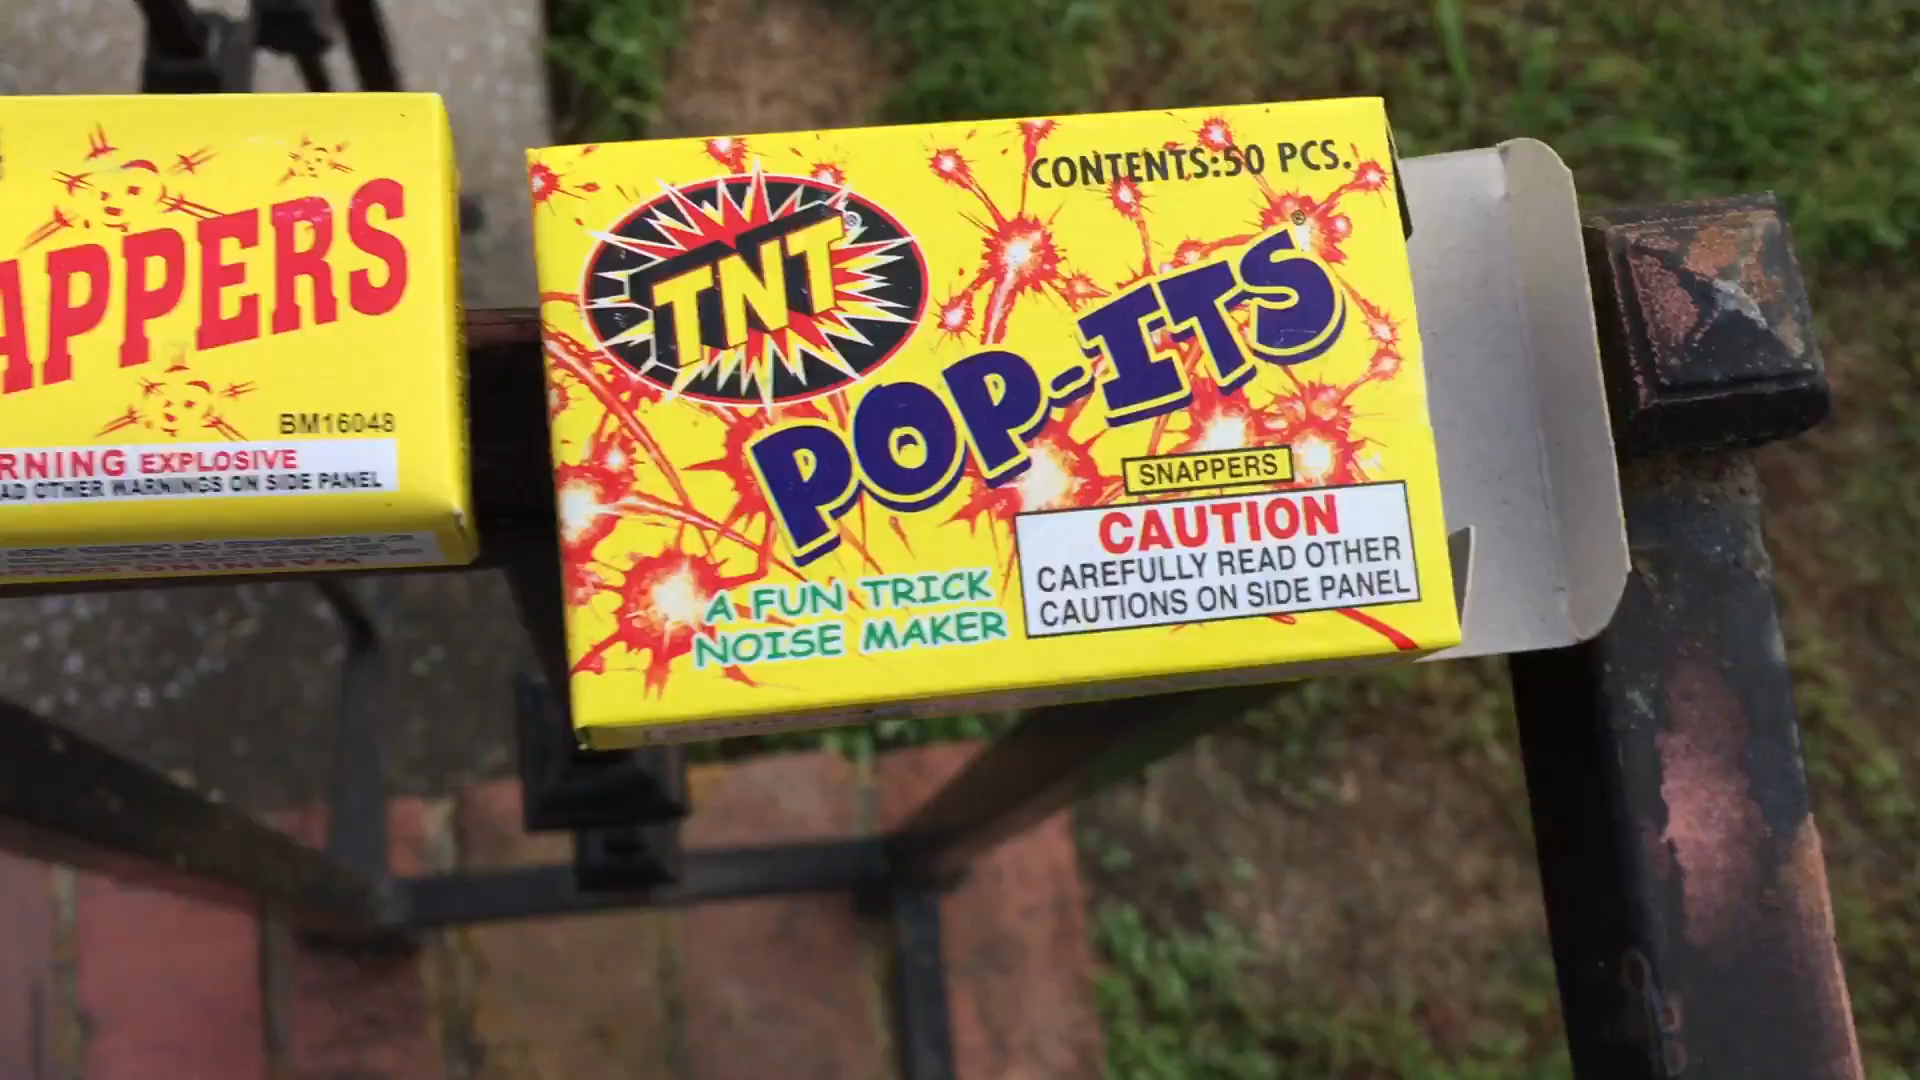 APPERS
BM16048
RNING EXPLOSIVE
AD OTHER WARNINGS ON SIDE PANEL
WARNING
CONTENTS:50 PCS.
TNT®
POP-ITS®
SNAPPERS
CAUTION
CAREFULLY READ OTHER
CAUTIONS ON SIDE PANEL
A FUN TRICK
NOISE MAKER